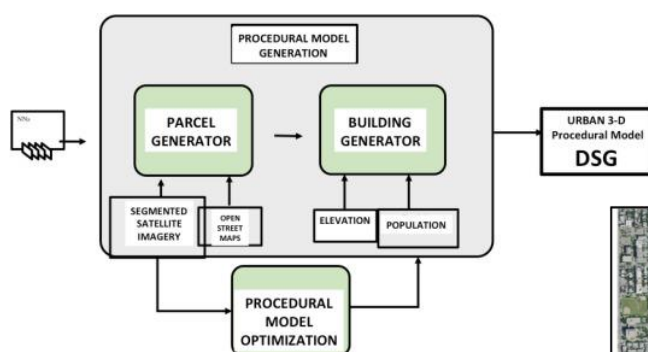 PROCEDURAL MODEL
GENERATION
NNs
PARCEL
GENERATOR
BUILDING
GENERATOR
URBAN 3-D
Procedural Model
DSG
SEGMENTED
SATELLITE
IMAGERY
OPEN
STREET
MAPS
ELEVATION
POPULATION
PROCEDURAL
MODEL
OPTIMIZATION